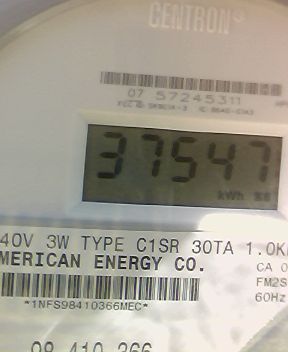 CENTRON®
07 57245311
37547
kWh
40V 3W TYPE C1SR 30TA 1.0K
MERICAN ENERGY CO.
CA 0
FM2S
60Hz
*1NFS98410366MEC*
98 410 366